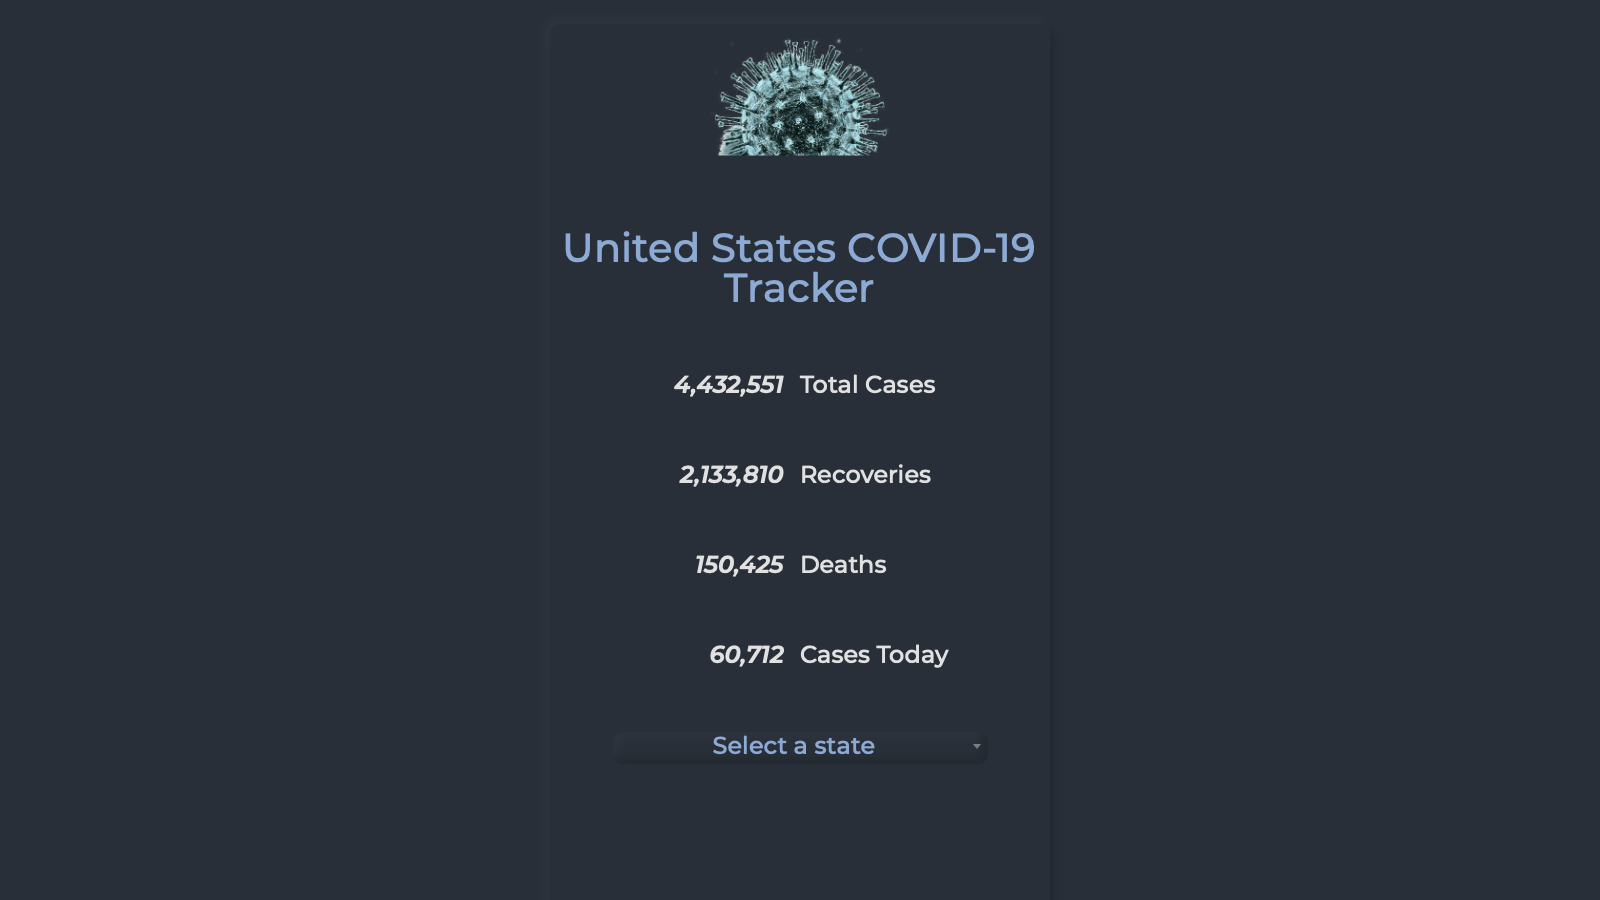 United States COVID-19
Tracker
4,432,551 Total Cases
2,133,810 Recoveries
150,425 Deaths
60,712 Cases Today
Select a state